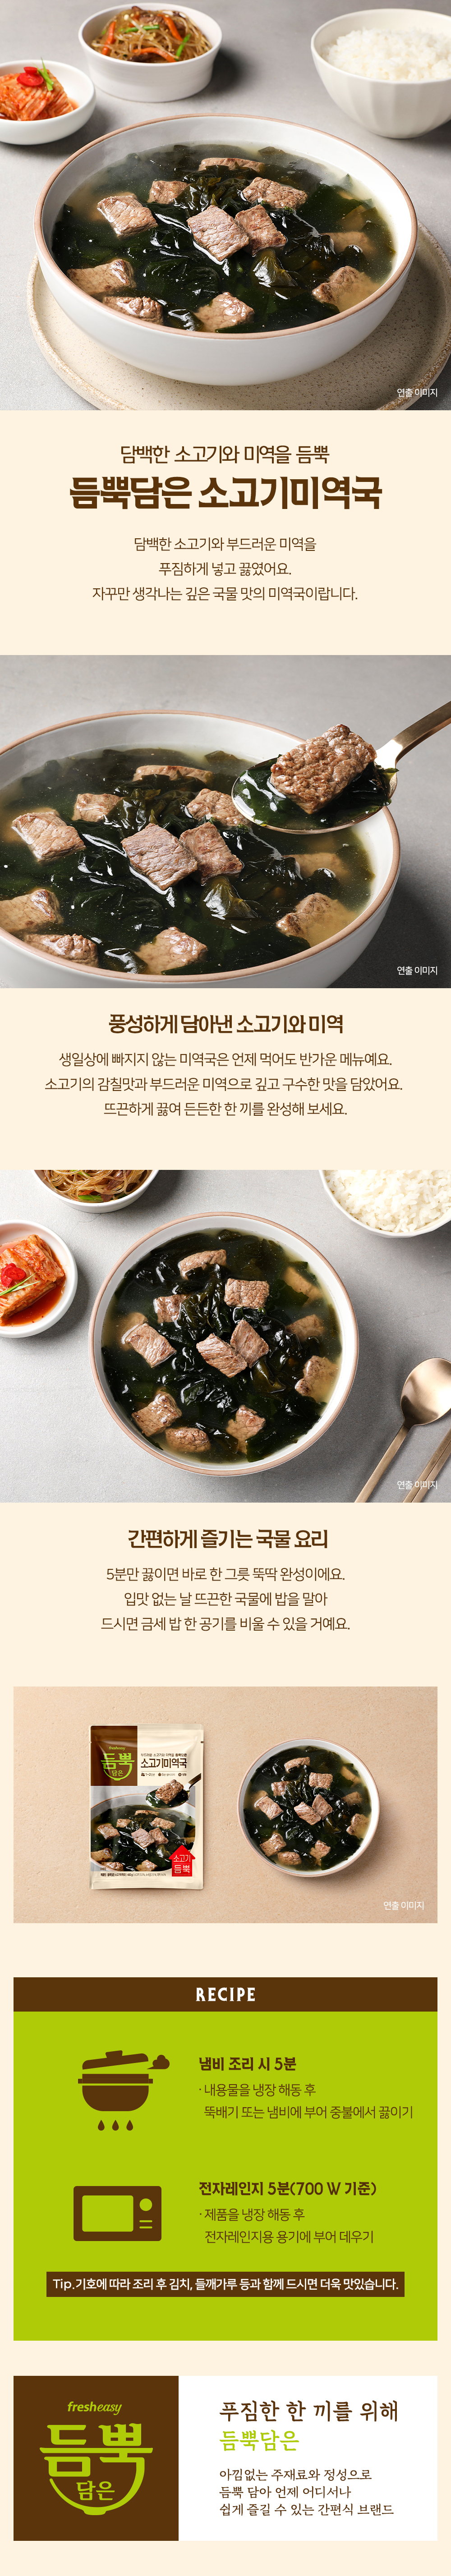 연출 이미지
담백한 소고기와 미역을 듬뿍
듬뿍담은 소고기미역국
담백한 소고기와 부드러운 미역을
푸짐하게 넣고 끓였어요.
자꾸만 생각나는 깊은 국물 맛의 미역국이랍니다.
연출 이미지
풍성하게 담아낸 소고기와 미역
생일상에 빠지지 않는 미역국은 언제 먹어도 반가운 메뉴예요.
소고기의 감칠맛과 부드러운 미역으로 깊고 구수한 맛을 담았어요.
뜨끈하게 끓여 든든한 한 끼를 완성해 보세요.
연출 이미지
간편하게 즐기는 국물 요리
5분만 끓이면 바로 한 그릇 뚝딱 완성이에요.
입맛 없는 날 뜨끈한 국물에 밥을 말아
드시면 금세 밥 한 공기를 비울 수 있을 거예요.
듬뿍
담은
소고기미역국
소고기
듬뿍
연출 이미지
RECIPE
냄비 조리 시 5분
· 내용물을 냉장 해동 후
뚝배기 또는 냄비에 부어 중불에서 끓이기
전자레인지 5분(700 W 기준)
· 제품을 냉장 해동 후
전자레인지용 용기에 부어 데우기
Tip.기호에 따라 조리 후 김치, 들깨가루 등과 함께 드시면 더욱 맛있습니다.
fresheasy
듬뿍
담은
푸짐한 한 끼를 위해
듬뿍담은
아낌없는 주재료와 정성으로
듬뿍 담아 언제 어디서나
쉽게 즐길 수 있는 간편식 브랜드